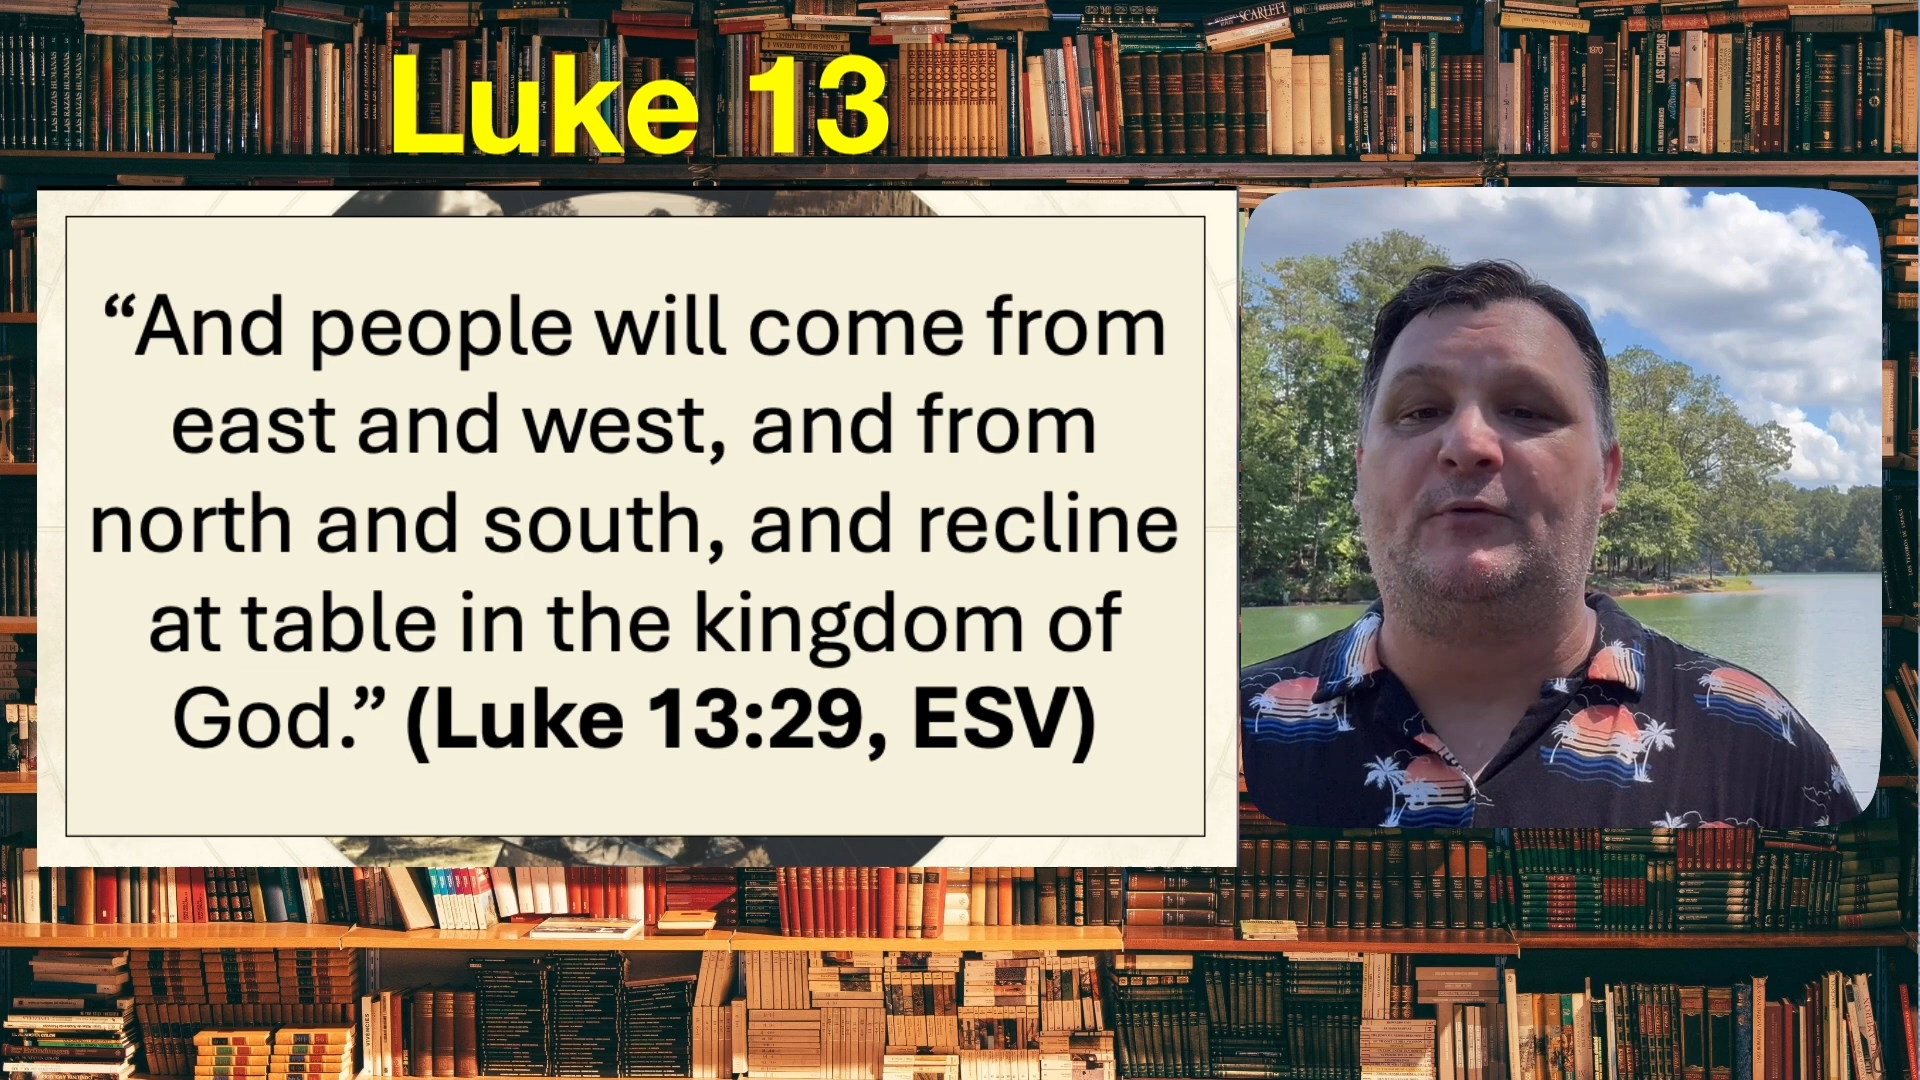 SCARLETT
Luke 13
“And people will come from
east and west, and from
north and south, and recline
at table in the kingdom of
God.” (Luke 13:29, ESV)